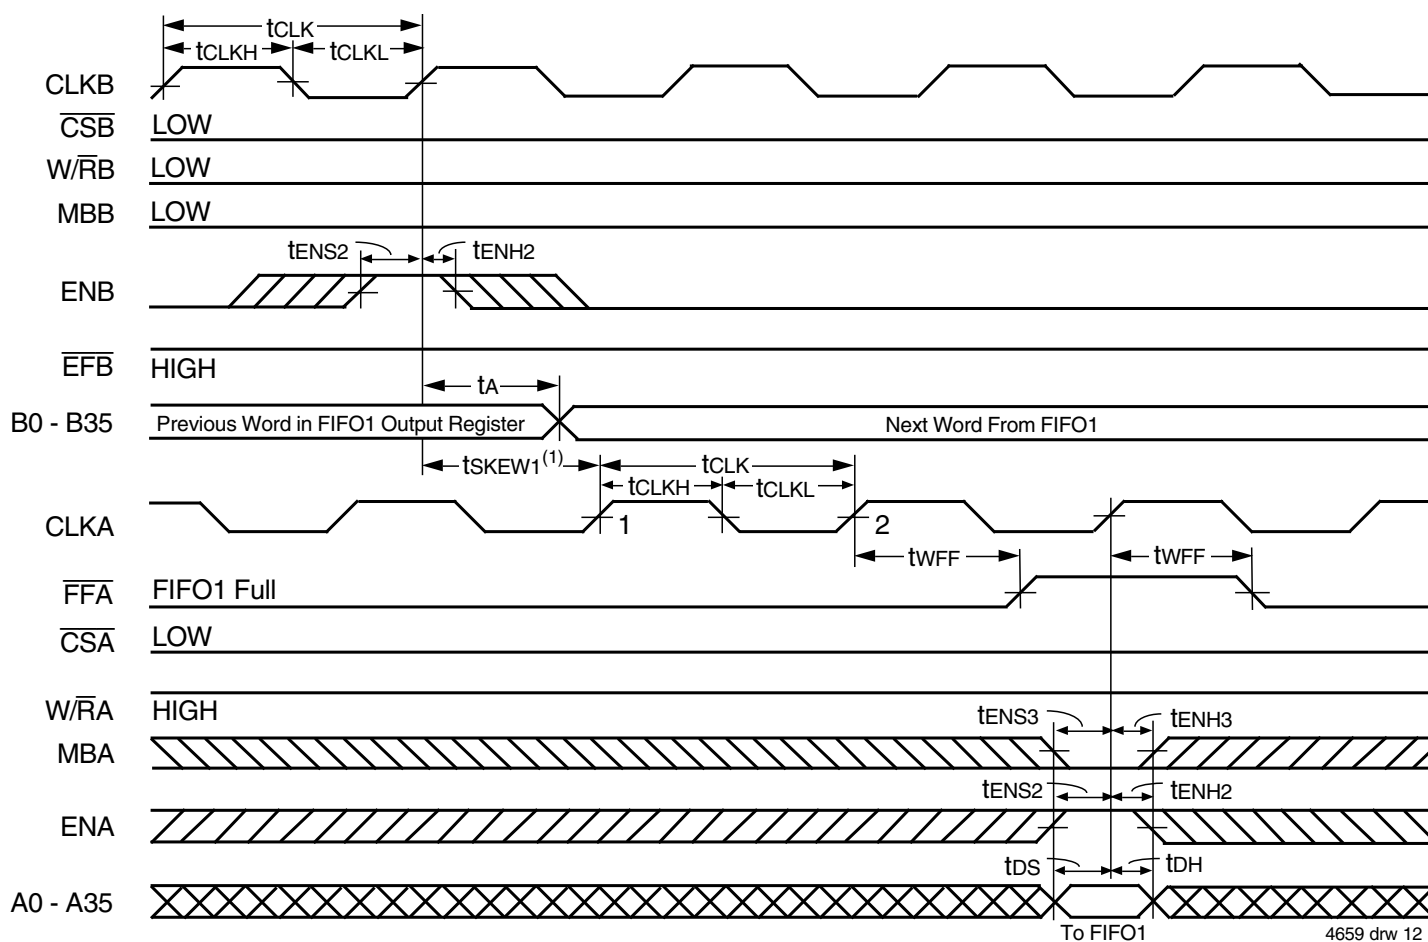 tCLK
tCLKH tCLKL
CLKB
CSB LOW
W/RB LOW
MBB LOW
tENS2 tENH2
ENB
EFB HIGH
tA
B0 - B35 Previous Word in FIFO1 Output Register Next Word From FIFO1
tSKEW1(1) tCLK
tCLKH tCLKL
CLKA 1 2
tWFF tWFF
FFA FIFO1 Full
CSA LOW
W/RA HIGH
tENS3 tENH3
MBA
tENS2 tENH2
ENA
tDS tDH
A0 - A35
To FIFO1
4659 drw 12